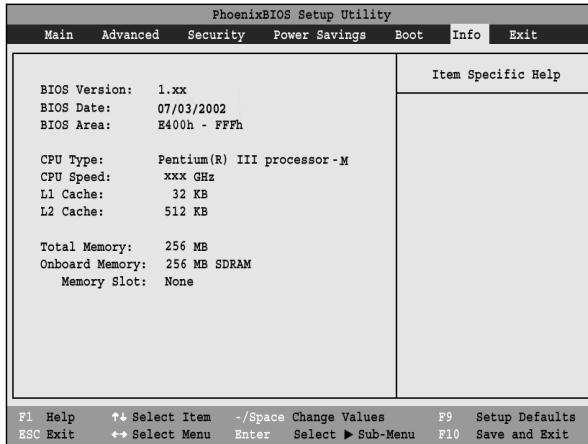 PhoenixBIOS Setup Utility
Main Advanced Security Power Savings Boot Info Exit
Item Specific Help
BIOS Version: 1.xx
BIOS Date: 07/03/2002
BIOS Area: E400h - FFFh
CPU Type: Pentium(R) III processor-M
CPU Speed: xxx GHz
L1 Cache: 32 KB
L2 Cache: 512 KB
Total Memory: 256 MB
Onboard Memory: 256 MB SDRAM
Memory Slot: None
F1 Help ↑↓ Select Item -/Space Change Values F9 Setup Defaults
ESC Exit ↔ Select Menu Enter Select ▶ Sub-Menu F10 Save and Exit